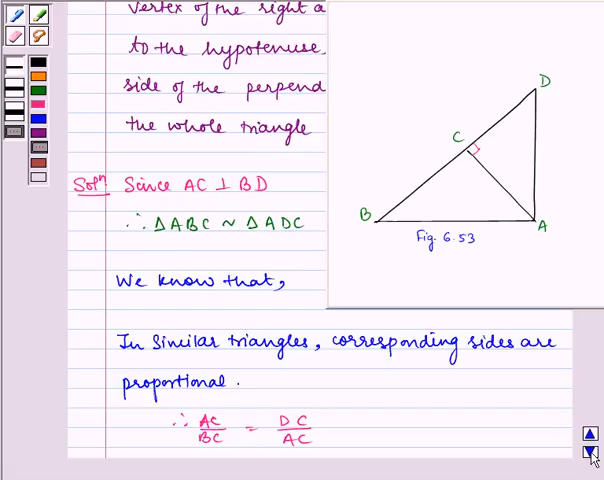 Vertex of the right a
to the hypotenuse
side of the perpend
the whole triangle
D
C
B
A
Fig. 6.53
Solⁿ Since AC ⊥ BD
∴ ΔABC ~ ΔADC
We know that,
In similar triangles, corresponding sides are
proportional.
∴ AC/BC = DC/AC